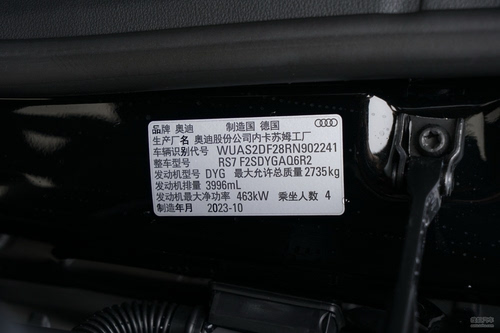 品牌 奥迪 制造国 德国
生产厂名 奥迪股份公司内卡苏姆工厂
车辆识别代号 WUAS2DF28RN902241
整车型号 RS7 F2SDYGAQ6R2
发动机型号 DYG 最大允许总质量 2735kg
发动机排量 3996mL
发动机最大净功率 463kW 乘坐人数 4
制造年月 2023-10